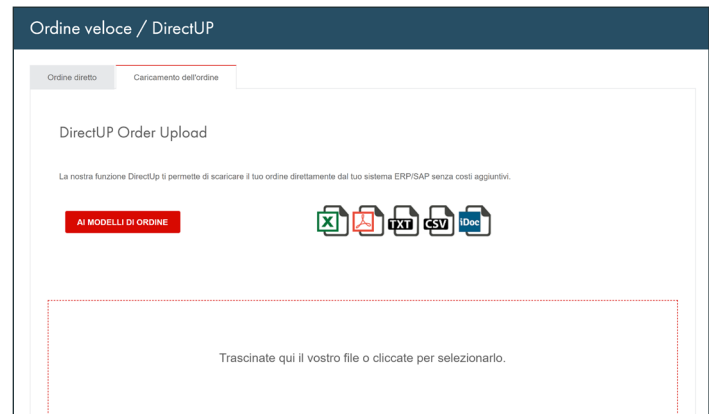 Ordine veloce / DirectUP
Ordine diretto
Caricamento dell'ordine
DirectUP Order Upload
La nostra funzione DirectUp ti permette di scaricare il tuo ordine direttamente dal tuo sistema ERP/SAP senza costi aggiuntivi.
AI MODELLI DI ORDINE
X
TXT
CSV
iDoc
Trascinate qui il vostro file o cliccate per selezionarlo.